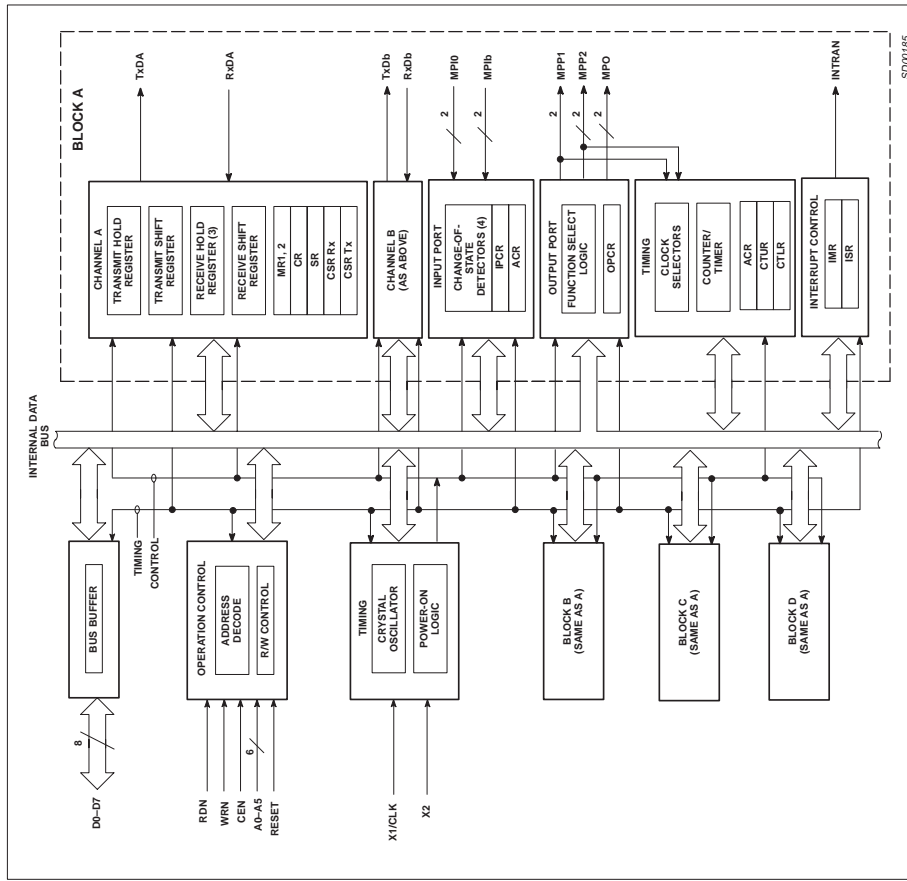 SD00185
BLOCK A
TxDA
RxDA
TxDb
RxDb
MPI0
2
MPIb
2
MPP1
2
MPP2
2
MPO
2
INTRAN
CHANNEL A
TRANSMIT HOLD
REGISTER
TRANSMIT SHIFT
REGISTER
RECEIVE HOLD
REGISTER (3)
RECEIVE SHIFT
REGISTER
MR1, 2
CR
SR
CSR Rx
CSR Tx
CHANNEL B
(AS ABOVE)
INPUT PORT
CHANGE-OF-
STATE
DETECTORS (4)
IPCR
ACR
OUTPUT PORT
FUNCTION SELECT
LOGIC
OPCR
TIMING
CLOCK
SELECTORS
COUNTER/
TIMER
ACR
CTUR
CTLR
INTERRUPT CONTROL
IMR
ISR
INTERNAL DATA
BUS
TIMING
CONTROL
BUS BUFFER
OPERATION CONTROL
ADDRESS
DECODE
R/W CONTROL
TIMING
CRYSTAL
OSCILLATOR
POWER-ON
LOGIC
BLOCK B
(SAME AS A)
BLOCK C
(SAME AS A)
BLOCK D
(SAME AS A)
8
D0–D7
RDN
WRN
CEN
A0–A5
6
RESET
X1/CLK
X2